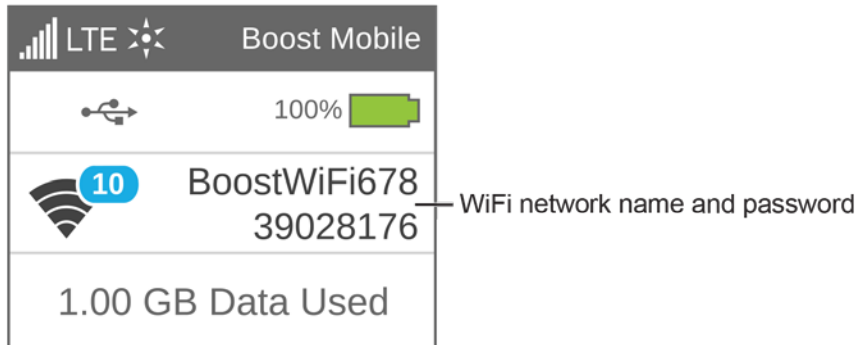 LTE Boost Mobile
100%
10 BoostWiFi678
39028176
WiFi network name and password
1.00 GB Data Used